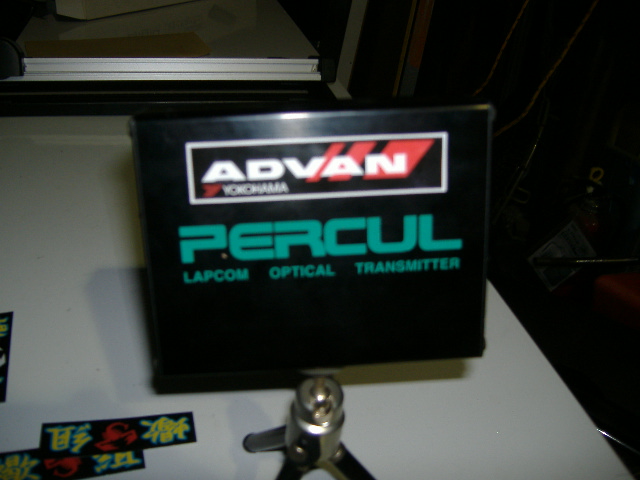 ADVAN
YOKOHAMA
PERCUL
LAPCOM OPTICAL TRANSMITTER